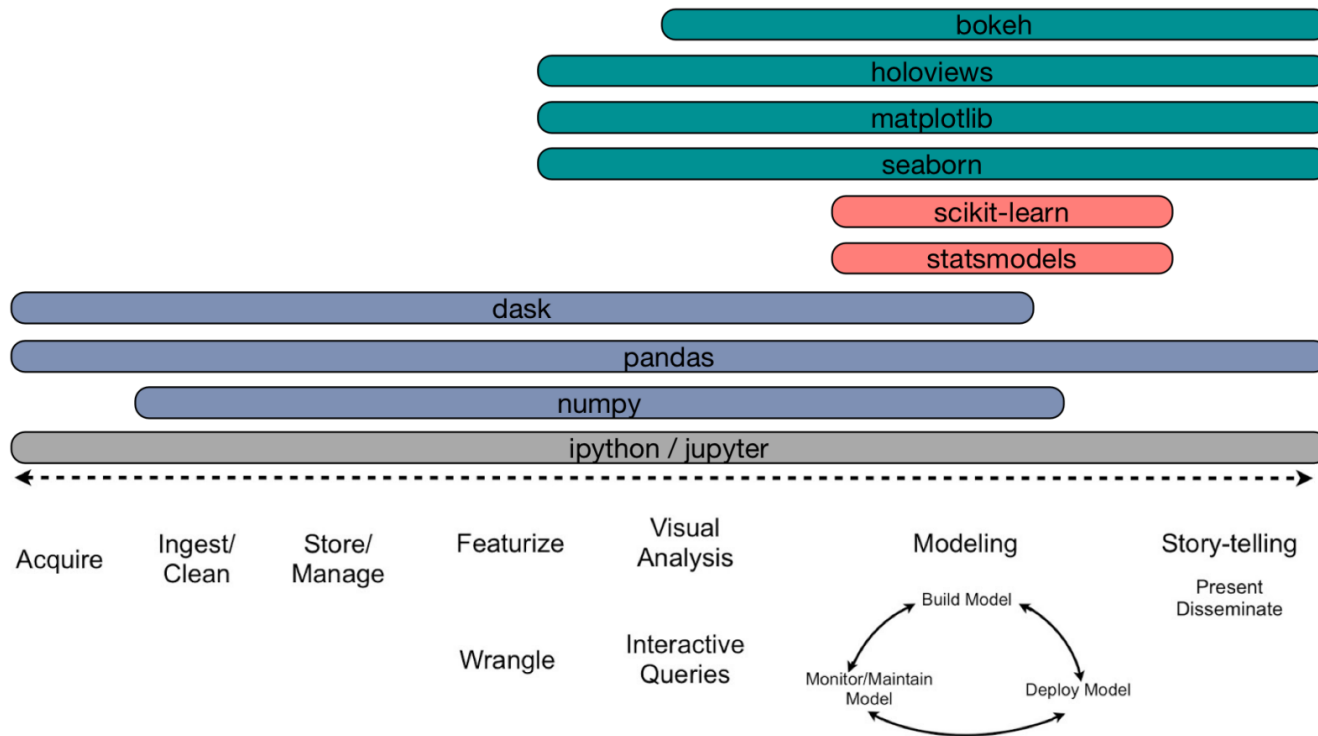 bokeh
holoviews
matplotlib
seaborn
scikit-learn
statsmodels
dask
pandas
numpy
ipython / jupyter
Acquire
Ingest/
Clean
Store/
Manage
Featurize
Wrangle
Visual
Analysis
Interactive
Queries
Modeling
Build Model
Monitor/Maintain
Model
Deploy Model
Story-telling
Present
Disseminate